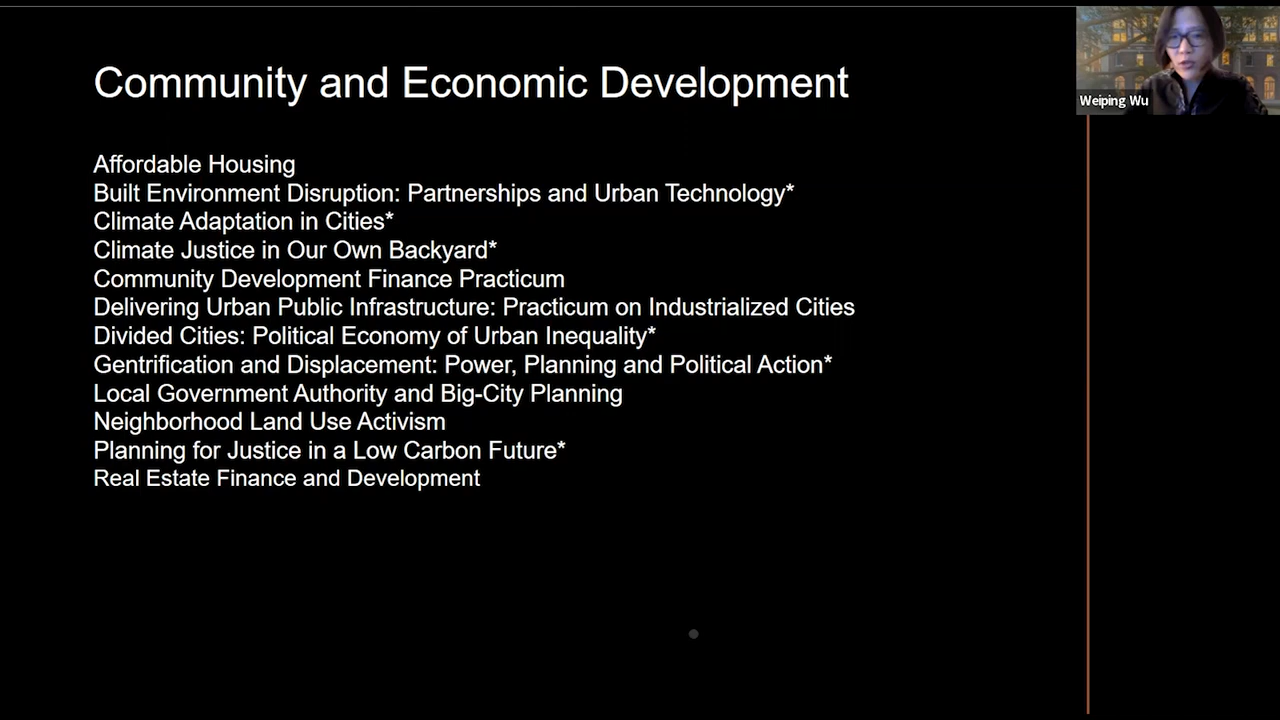 Community and Economic Development
Weiping Wu
Affordable Housing
Built Environment Disruption: Partnerships and Urban Technology*
Climate Adaptation in Cities*
Climate Justice in Our Own Backyard*
Community Development Finance Practicum
Delivering Urban Public Infrastructure: Practicum on Industrialized Cities
Divided Cities: Political Economy of Urban Inequality*
Gentrification and Displacement: Power, Planning and Political Action*
Local Government Authority and Big-City Planning
Neighborhood Land Use Activism
Planning for Justice in a Low Carbon Future*
Real Estate Finance and Development